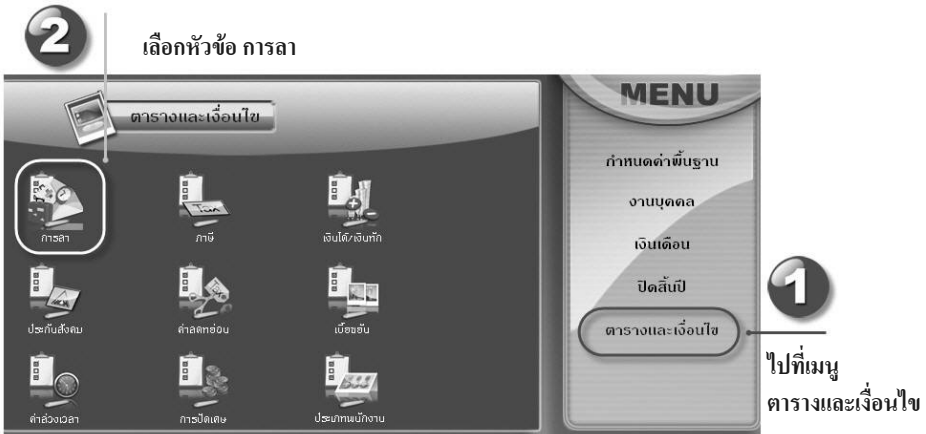 2
เลือกหัวข้อ การลา
MENU
ตารางและเงื่อนไข
กำหนดค่าพื้นฐาน
งานบุคคล
การลา
ภาษี
เงินได้/เงินหัก
เงินเดือน
ปิดสิ้นปี
1
ประกันสังคม
ค่าลดหย่อน
เบี้ยขยัน
ตารางและเงื่อนไข
ไปที่เมนู
ตารางและเงื่อนไข
ค่าล่วงเวลา
การปัดเศษ
ประเภทพนักงาน